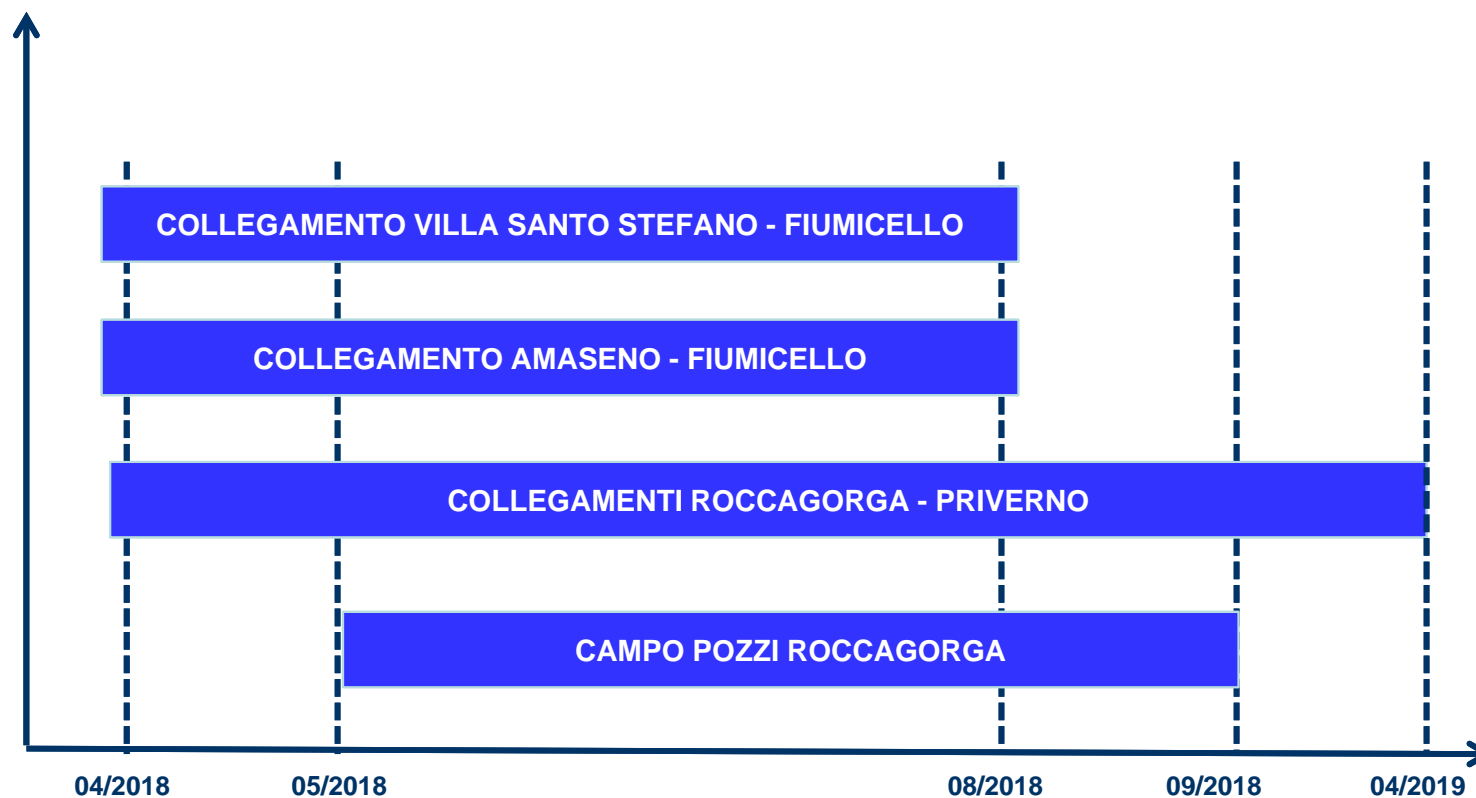 COLLEGAMENTO VILLA SANTO STEFANO - FIUMICELLO
COLLEGAMENTO AMASENO - FIUMICELLO
COLLEGAMENTI ROCCAGORGA - PRIVERNO
CAMPO POZZI ROCCAGORGA
04/2018 05/2018 08/2018 09/2018 04/2019